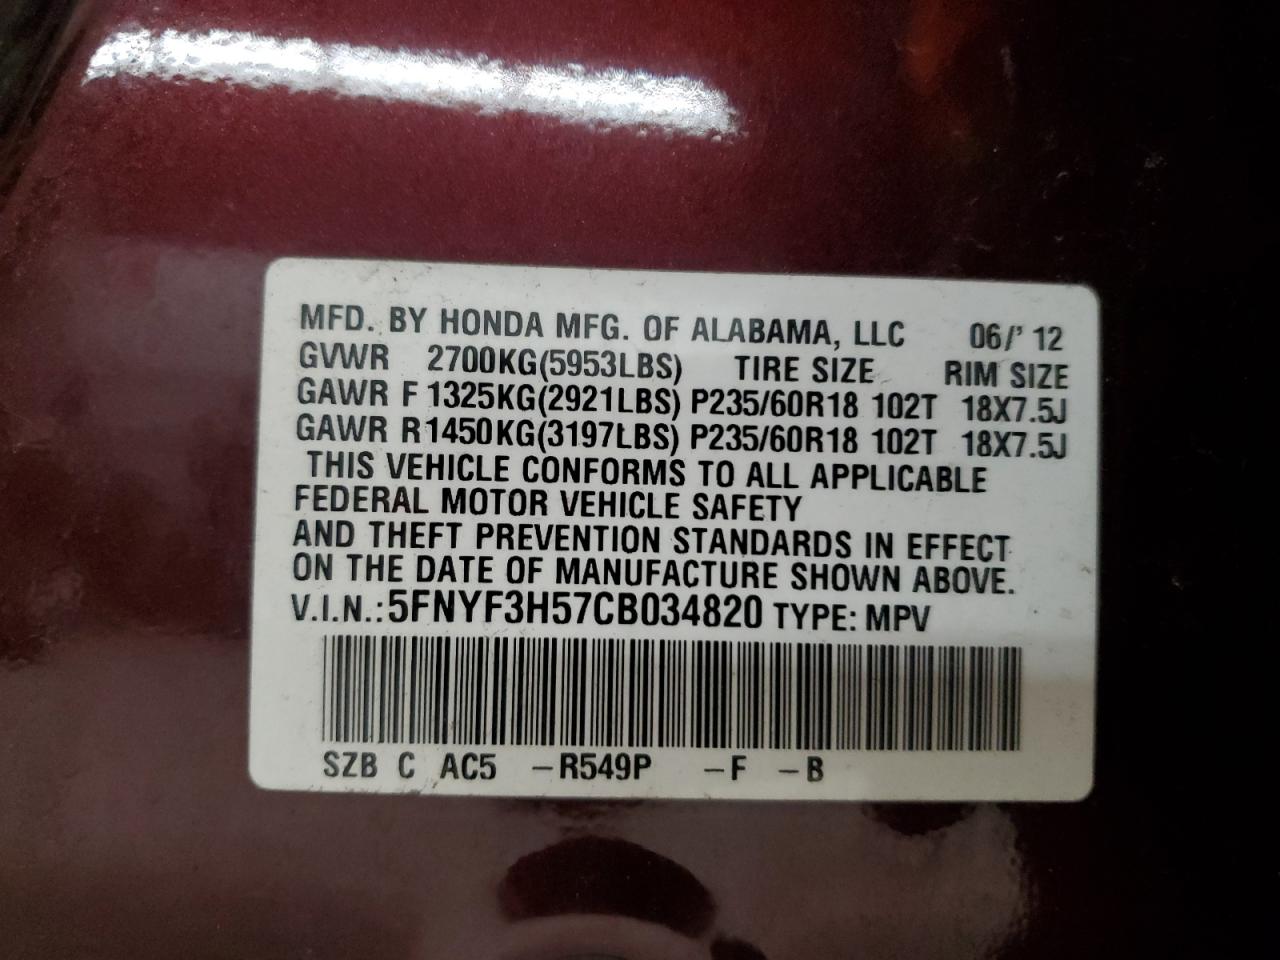 MFD. BY HONDA MFG. OF ALABAMA, LLC 06/' 12
GVWR 2700KG(5953LBS) TIRE SIZE RIM SIZE
GAWR F 1325KG(2921LBS) P235/60R18 102T 18X7.5J
GAWR R1450KG(3197LBS) P235/60R18 102T 18X7.5J
THIS VEHICLE CONFORMS TO ALL APPLICABLE
FEDERAL MOTOR VEHICLE SAFETY
AND THEFT PREVENTION STANDARDS IN EFFECT
ON THE DATE OF MANUFACTURE SHOWN ABOVE.
V.I.N.:5FNYF3H57CB034820 TYPE: MPV
SZB C AC5 -R549P -F -B